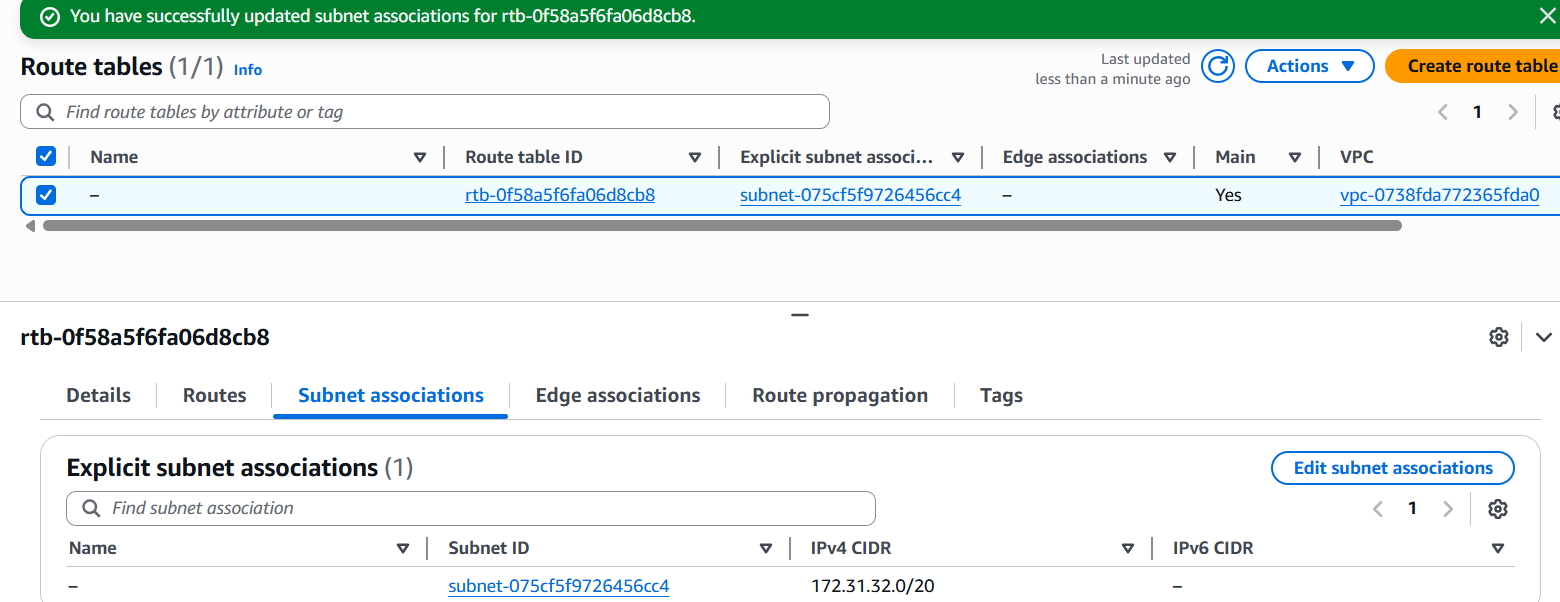 You have successfully updated subnet associations for rtb-0f58a5f6fa06d8cb8.
Route tables (1/1) Info
Last updated
less than a minute ago
Actions
Create route table
Find route tables by attribute or tag
1
Name Route table ID Explicit subnet associ... Edge associations Main VPC
– rtb-0f58a5f6fa06d8cb8 subnet-075cf5f9726456cc4 – Yes vpc-0738fda772365fda0
rtb-0f58a5f6fa06d8cb8
Details Routes Subnet associations Edge associations Route propagation Tags
Explicit subnet associations (1)
Edit subnet associations
Find subnet association
1
Name Subnet ID IPv4 CIDR IPv6 CIDR
– subnet-075cf5f9726456cc4 172.31.32.0/20 –